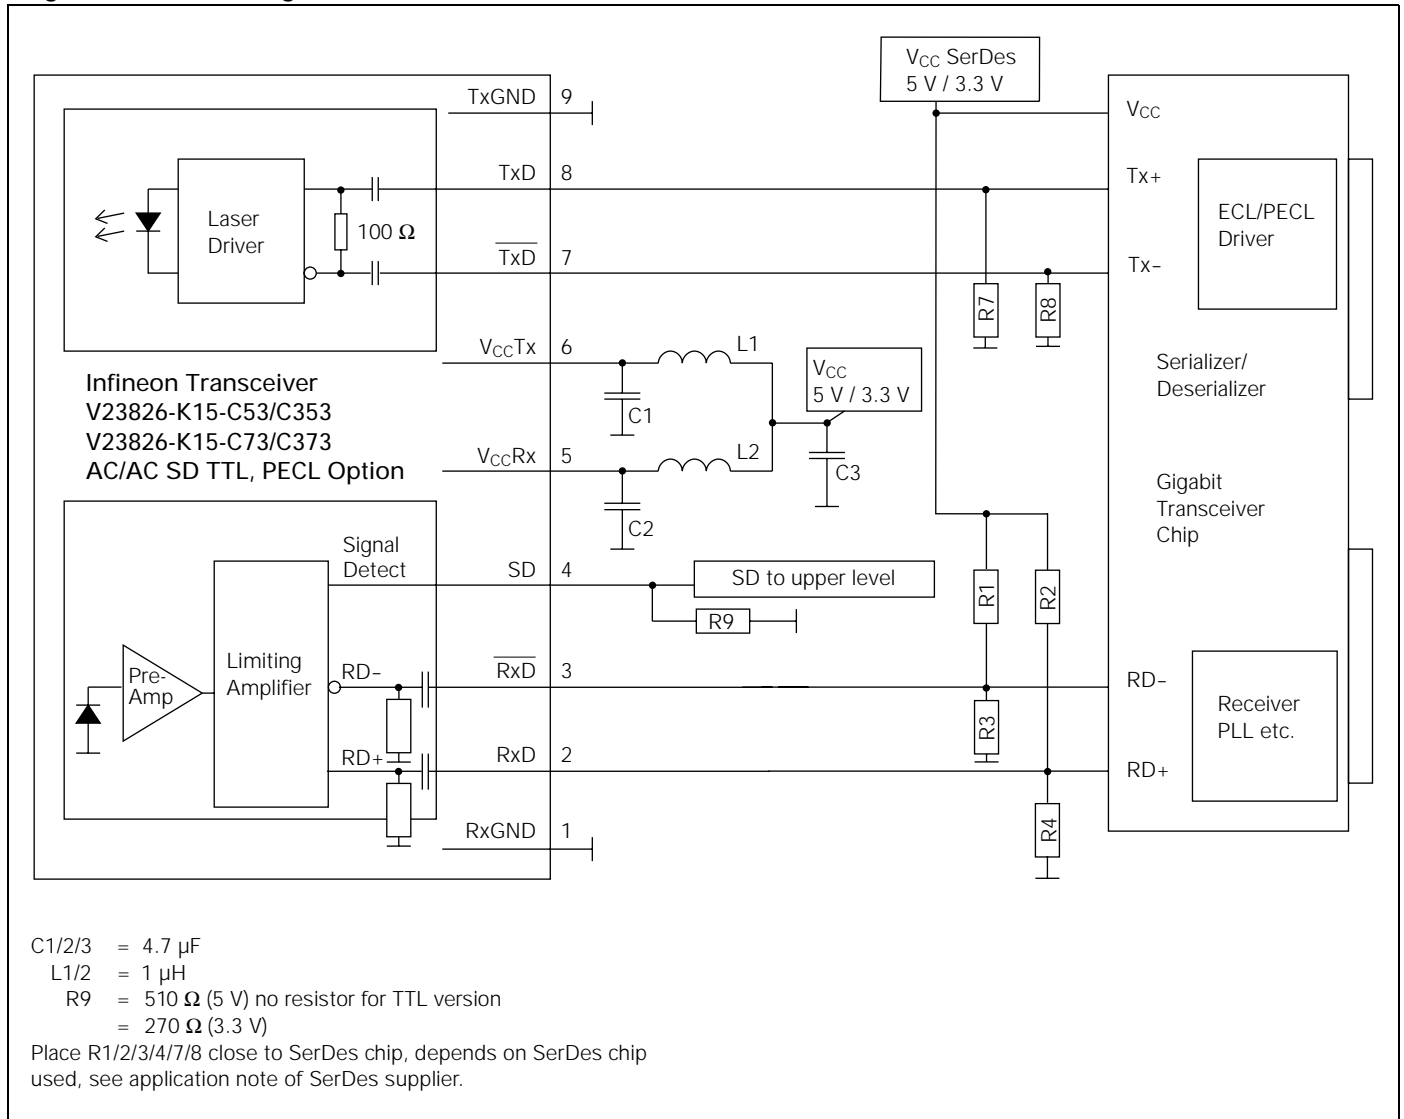 V_CC SerDes
5 V / 3.3 V
TxGND 9
V_CC
TxD 8
Tx+
Laser
Driver
100 Ω
ECL/PECL
Driver
TxD 7
Tx−
R7
R8
V_CCTx 6
L1
V_CC
5 V / 3.3 V
C1
Serializer/
Deserializer
Infineon Transceiver
V23826-K15-C53/C353
V23826-K15-C73/C373
AC/AC SD TTL, PECL Option
V_CCRx 5
L2
C3
C2
Gigabit
Transceiver
Chip
Signal
Detect
SD 4
SD to upper level
R9
R1
R2
Pre-
Amp
Limiting
Amplifier
RD−
RxD 3
RD−
R3
Receiver
PLL etc.
RD+
RxD 2
RD+
R4
RxGND 1
C1/2/3 = 4.7 µF
L1/2 = 1 µH
R9 = 510 Ω (5 V) no resistor for TTL version
= 270 Ω (3.3 V)
Place R1/2/3/4/7/8 close to SerDes chip, depends on SerDes chip
used, see application note of SerDes supplier.